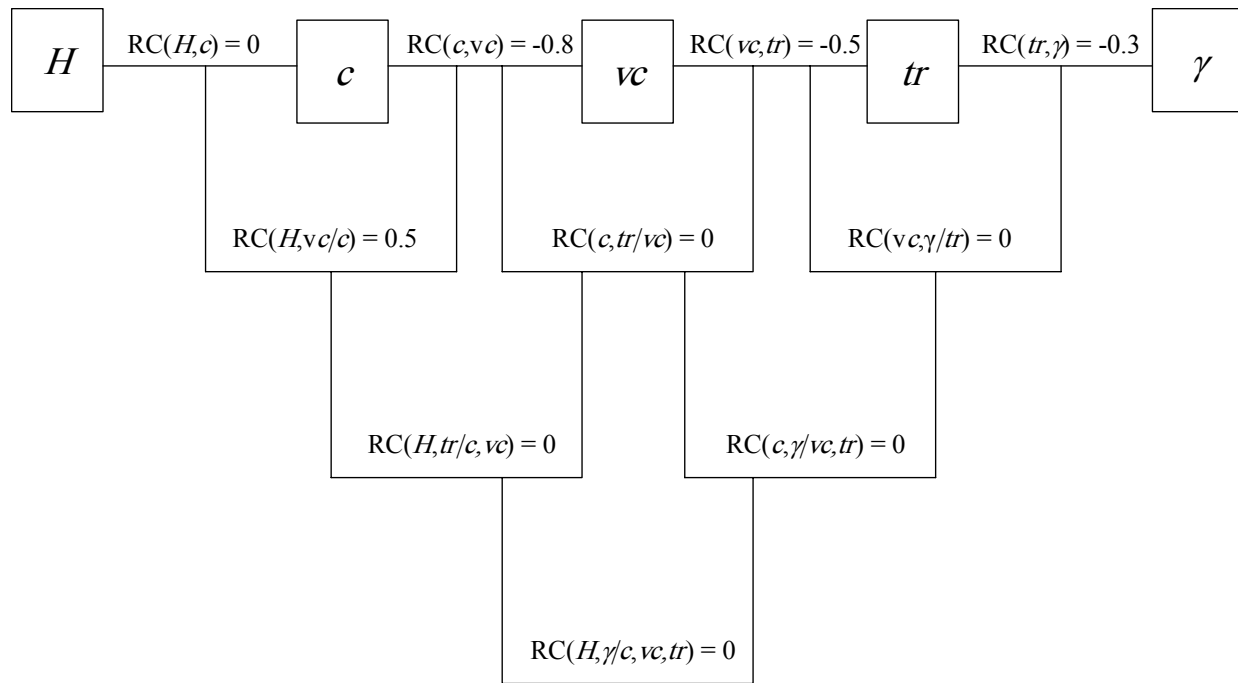 RC(H,c) = 0 RC(c,vc) = -0.8 RC(vc,tr) = -0.5 RC(tr,γ) = -0.3
H c vc tr γ
RC(H,vc/c) = 0.5 RC(c,tr/vc) = 0 RC(vc,γ/tr) = 0
RC(H,tr/c,vc) = 0 RC(c,γ/vc,tr) = 0
RC(H,γ/c,vc,tr) = 0